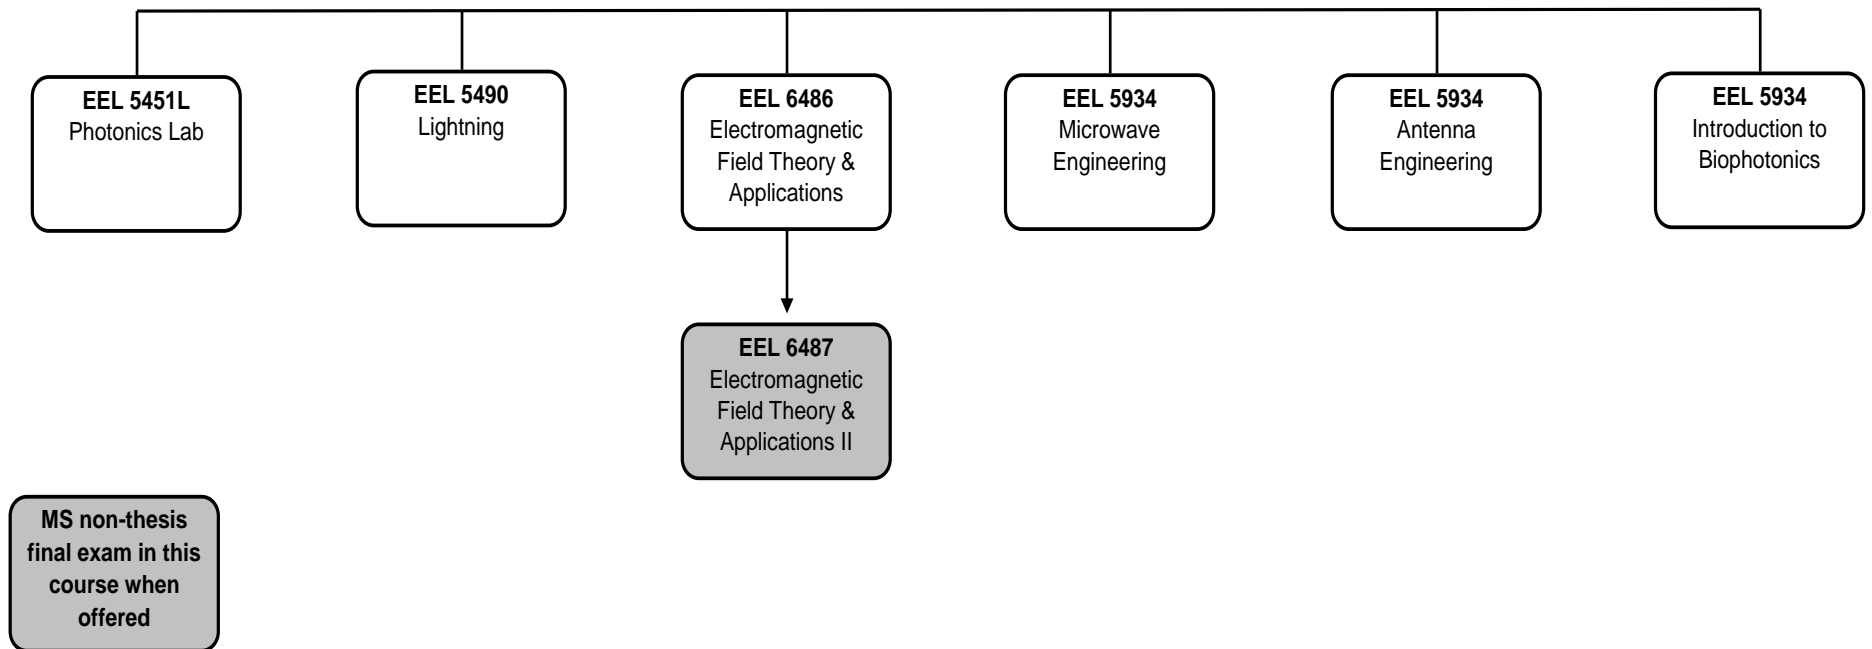 EEL 5451L
Photonics Lab
EEL 5490
Lightning
EEL 6486
Electromagnetic
Field Theory &
Applications
EEL 5934
Microwave
Engineering
EEL 5934
Antenna
Engineering
EEL 5934
Introduction to
Biophotonics
EEL 6487
Electromagnetic
Field Theory &
Applications II
MS non-thesis
final exam in this
course when
offered